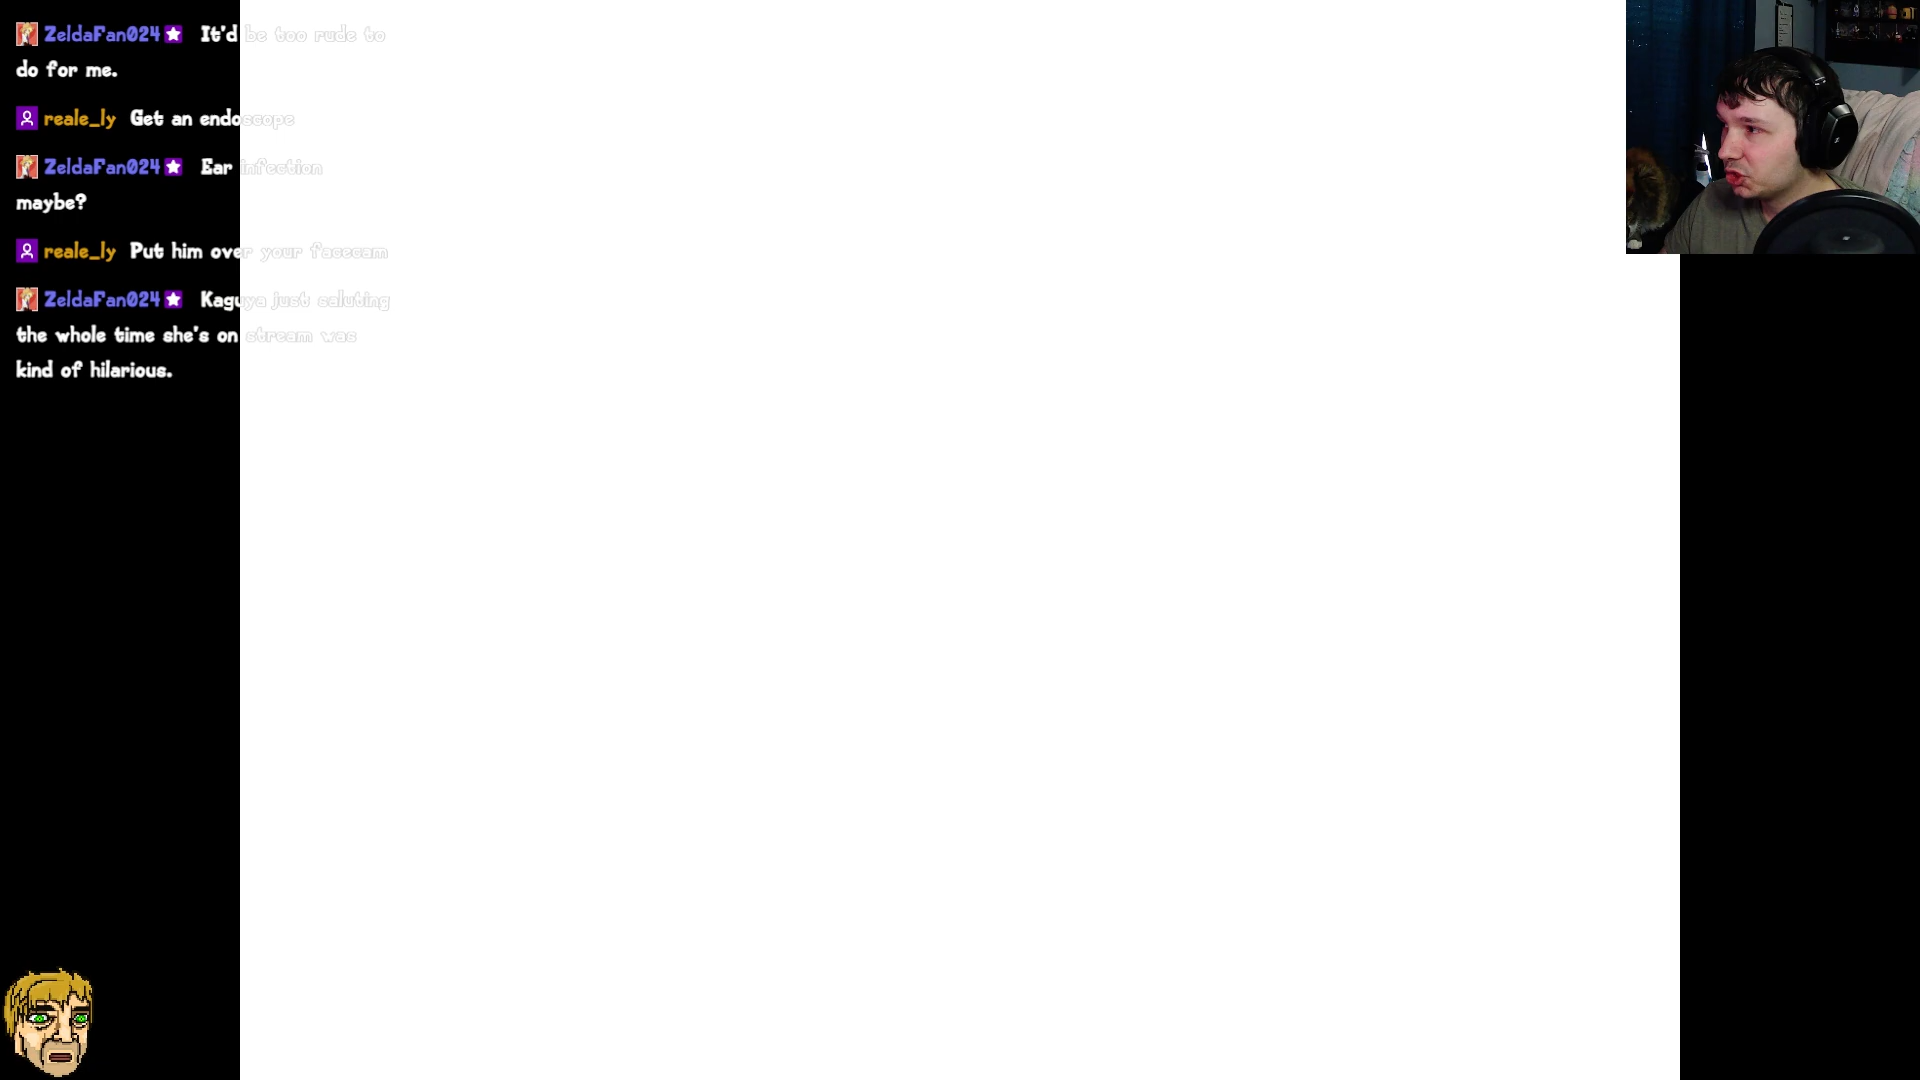 ZeldaFan024 It'd be too rude to
do for me.
reale_ly Get an endoscope
ZeldaFan024 Ear infection
maybe?
reale_ly Put him over your facecam
ZeldaFan024 Kaguya just saluting
the whole time she's on stream was
kind of hilarious.